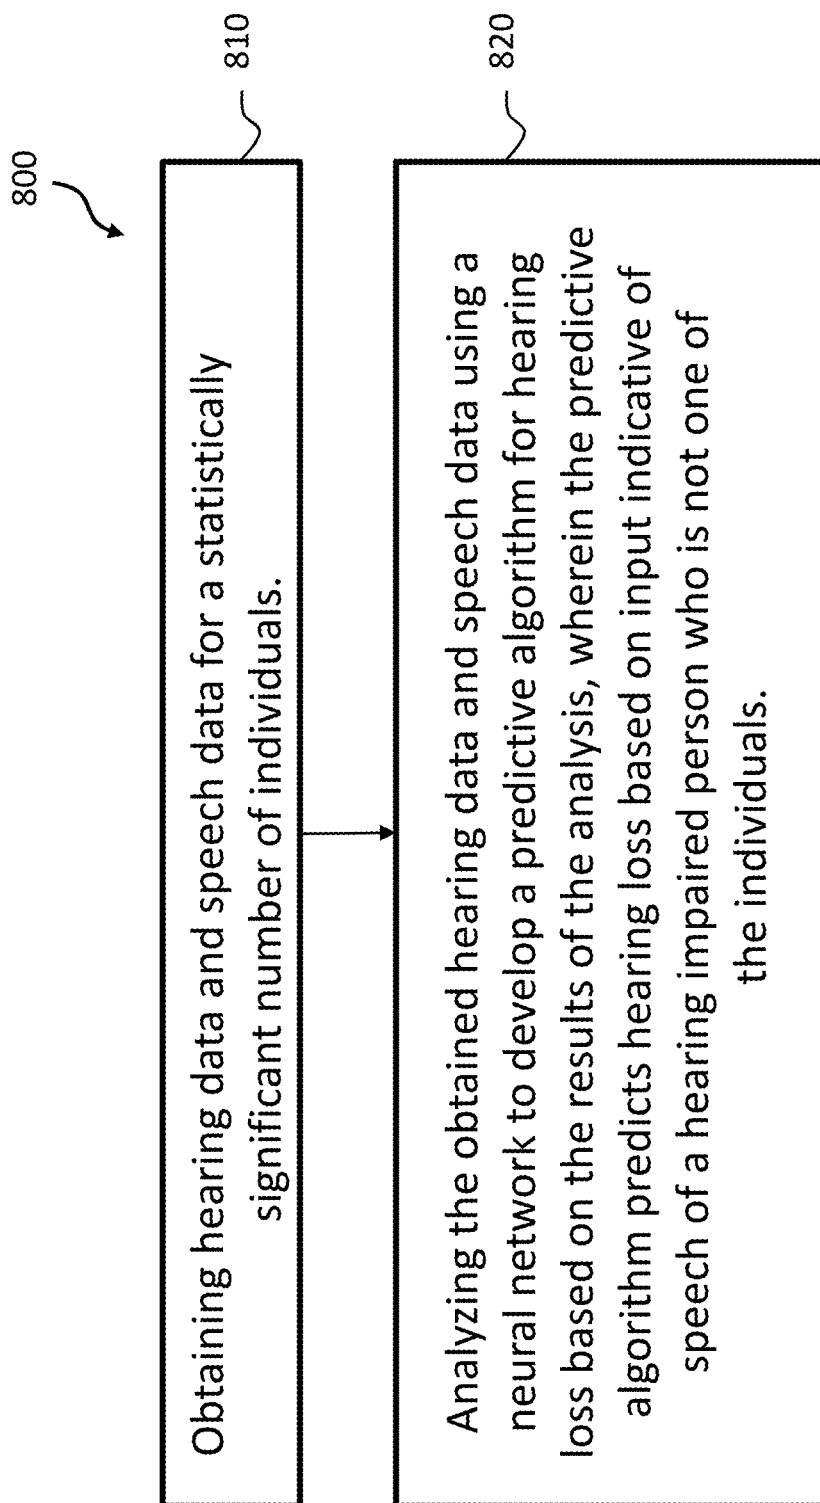 800
810
Obtaining hearing data and speech data for a statistically
significant number of individuals.
820
Analyzing the obtained hearing data and speech data using a
neural network to develop a predictive algorithm for hearing
loss based on the results of the analysis, wherein the predictive
algorithm predicts hearing loss based on input indicative of
speech of a hearing impaired person who is not one of
the individuals.